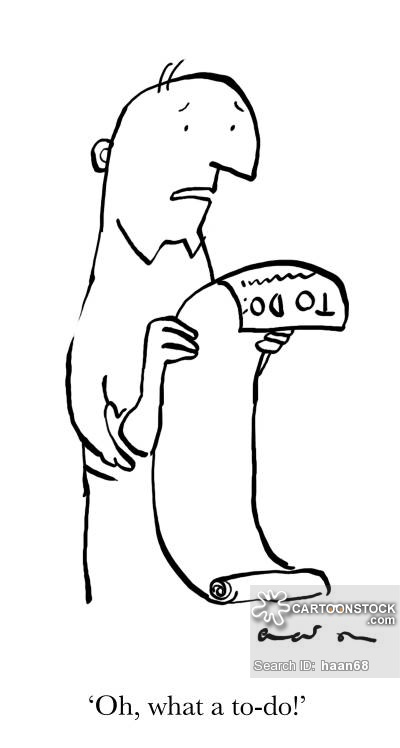 TO DO:
CARTOONSTOCK
.com
Search ID: haan68
‘Oh, what a to-do!’